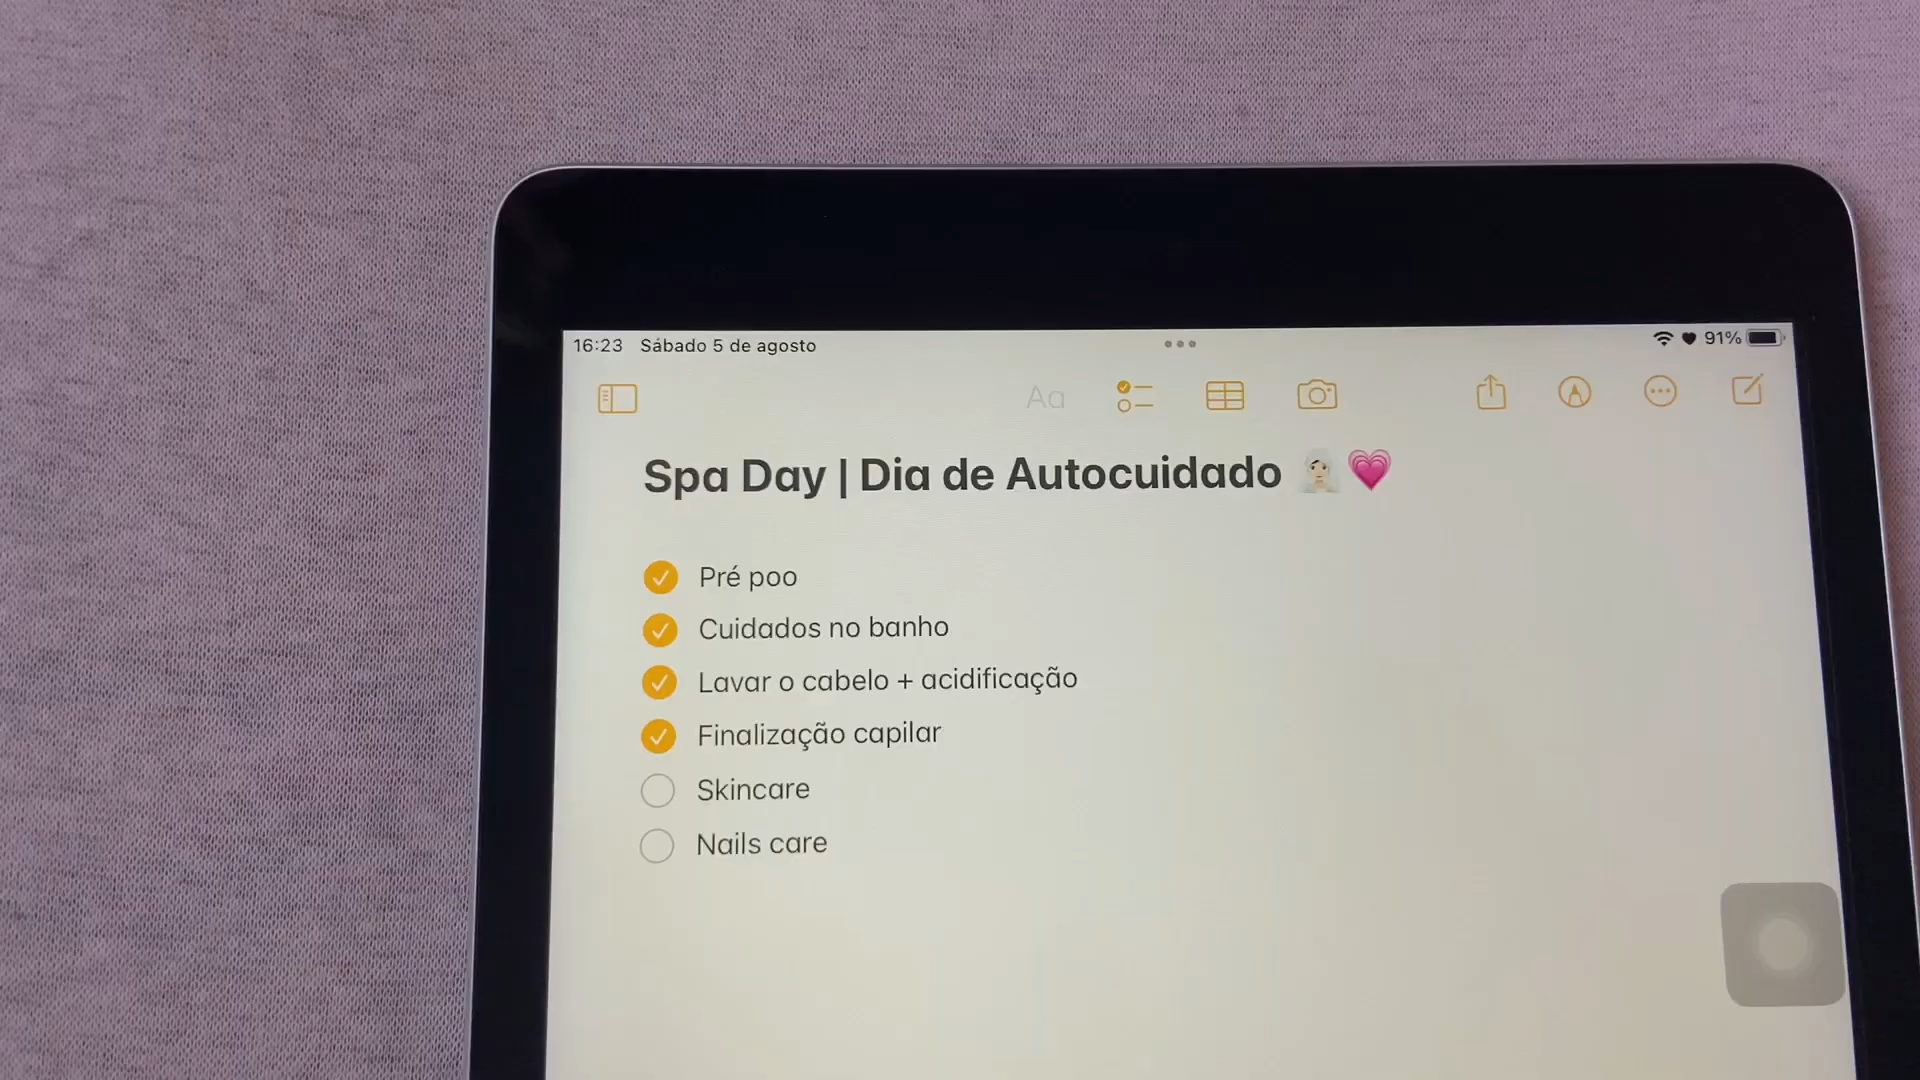 16:23 Sábado 5 de agosto
91%
Aa
Spa Day | Dia de Autocuidado 👰🏻💗
Pré poo
Cuidados no banho
Lavar o cabelo + acidificação
Finalização capilar
Skincare
Nails care